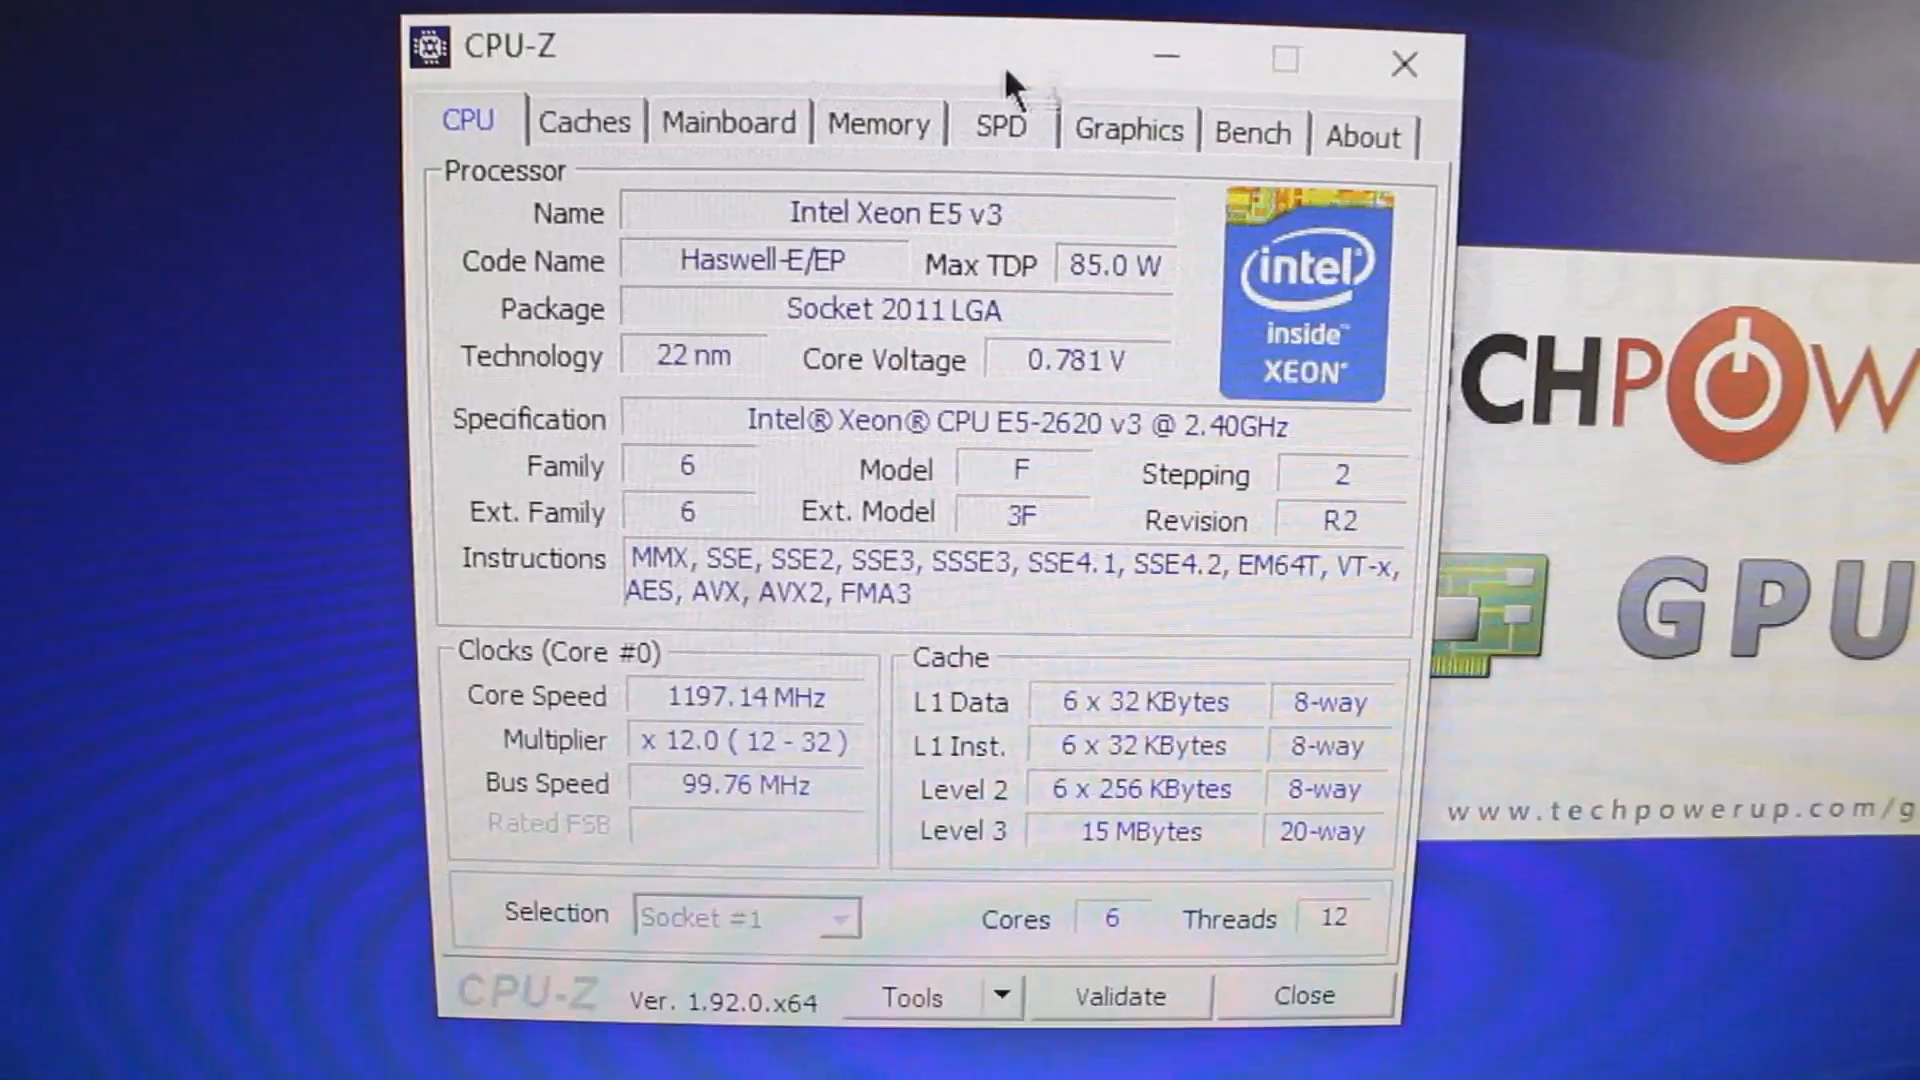 CPU-Z
CPU Caches Mainboard Memory SPD Graphics Bench About
Processor
Name Intel Xeon E5 v3
Code Name Haswell-E/EP Max TDP 85.0 W
Package Socket 2011 LGA
Technology 22 nm Core Voltage 0.781 V
intel
inside™
XEON®
Specification Intel® Xeon® CPU E5-2620 v3 @ 2.40GHz
Family 6 Model F Stepping 2
Ext. Family 6 Ext. Model 3F Revision R2
Instructions MMX, SSE, SSE2, SSE3, SSSE3, SSE4.1, SSE4.2, EM64T, VT-x,
AES, AVX, AVX2, FMA3
Clocks (Core #0)
Core Speed 1197.14 MHz
Multiplier x 12.0 ( 12 - 32 )
Bus Speed 99.76 MHz
Rated FSB
Cache
L1 Data 6 x 32 KBytes 8-way
L1 Inst. 6 x 32 KBytes 8-way
Level 2 6 x 256 KBytes 8-way
Level 3 15 MBytes 20-way
Selection Socket #1 Cores 6 Threads 12
CPU-Z Ver. 1.92.0.x64 Tools Validate Close
CHPOW
GPU
www.techpowerup.com/g